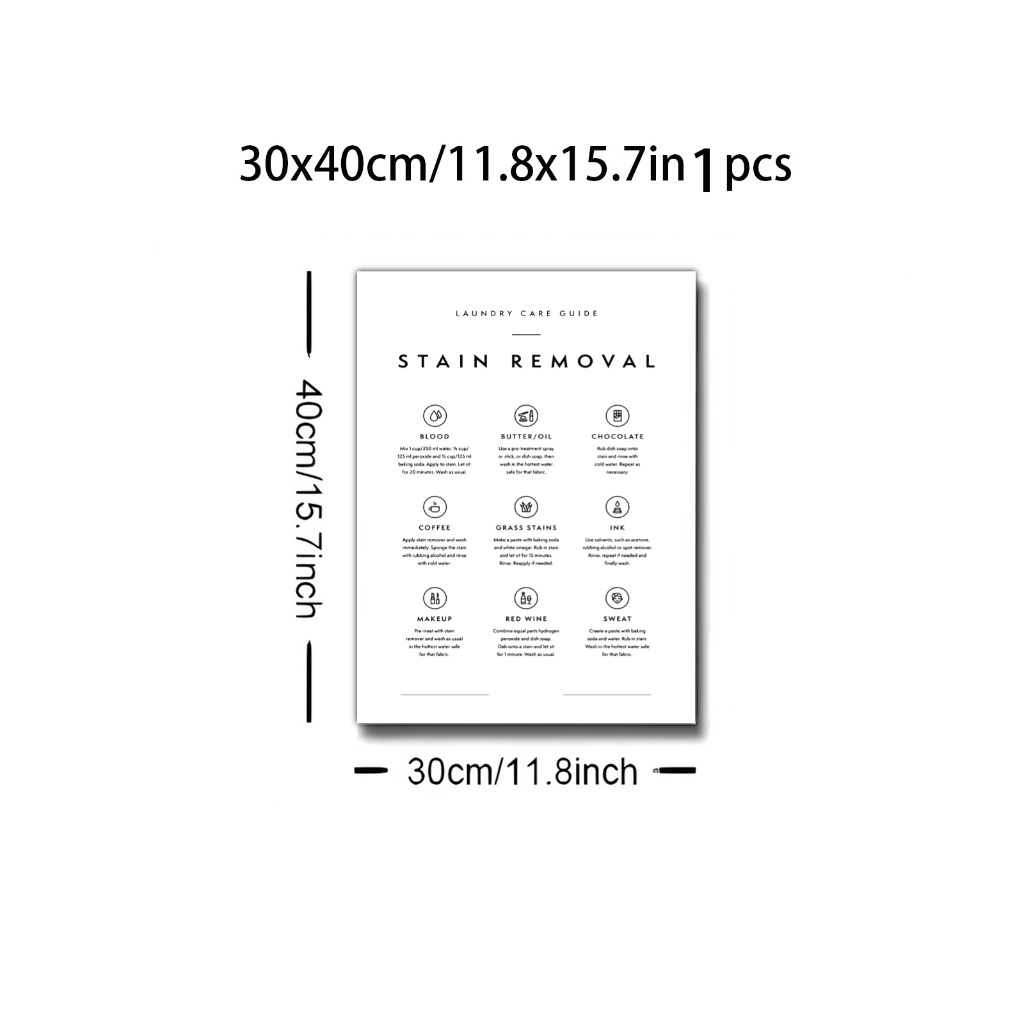 30x40cm/11.8x15.7in 1 pcs
40cm/15.7inch
LAUNDRY CARE GUIDE
STAIN REMOVAL
BLOOD
Mix 1 cup/250 ml water, ½ cup/
125 ml peroxide and ½ cup/125 ml
baking soda. Apply to stain. Let sit
for 20 minutes. Wash as usual.
BUTTER/OIL
Use a pre-treatment spray
or stick, or dish soap, then
wash in the hottest water
safe for that fabric.
CHOCOLATE
Rub dish soap onto
stain and rinse with
cold water. Repeat as
necessary.
COFFEE
Apply stain remover and wash
immediately. Sponge the stain
with rubbing alcohol and rinse
with cold water.
GRASS STAINS
Make a paste with baking soda
and white vinegar. Rub in stain
and let sit for 15 minutes.
Rinse. Reapply if needed.
INK
Use solvents, such as acetone,
rubbing alcohol or spot remover.
Rinse, repeat if needed and
finally wash.
MAKEUP
Pre-treat with stain
remover and wash as usual
in the hottest water safe
for that fabric.
RED WINE
Combine equal parts hydrogen
peroxide and dish soap.
Dab onto a stain and let sit
for 1 minute. Wash as usual.
SWEAT
Create a paste with baking
soda and water. Rub in stain.
Wash in the hottest water safe
for that fabric.
30cm/11.8inch